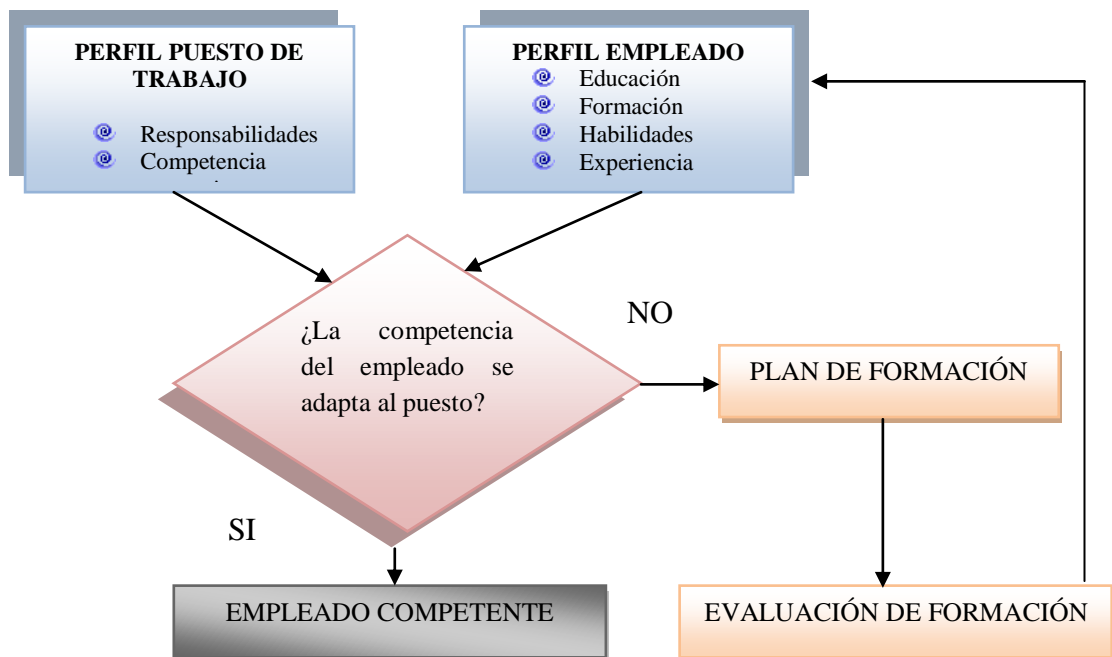 PERFIL PUESTO DE
TRABAJO
Responsabilidades
Competencia
PERFIL EMPLEADO
Educación
Formación
Habilidades
Experiencia
¿La competencia
del empleado se
adapta al puesto?
NO
PLAN DE FORMACIÓN
SI
EMPLEADO COMPETENTE
EVALUACIÓN DE FORMACIÓN